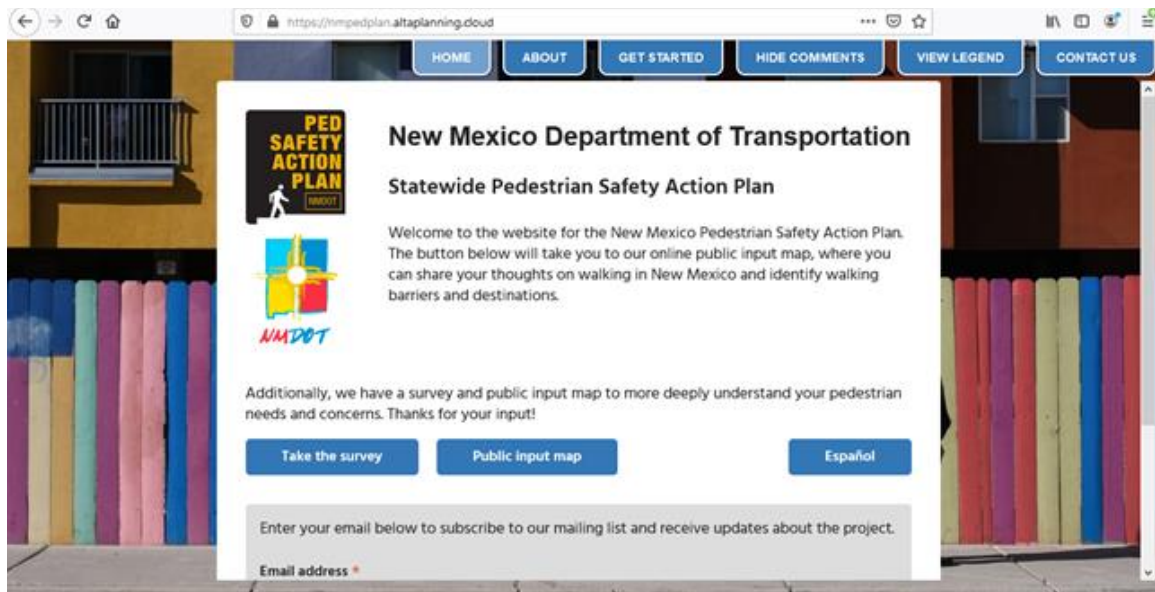 https://nmpedplan.altaplanning.cloud
HOME
ABOUT
GET STARTED
HIDE COMMENTS
VIEW LEGEND
CONTACT US
PED
SAFETY
ACTION
PLAN
NMDOT
New Mexico Department of Transportation
Statewide Pedestrian Safety Action Plan
Welcome to the website for the New Mexico Pedestrian Safety Action Plan.
The button below will take you to our online public input map, where you
can share your thoughts on walking in New Mexico and identify walking
barriers and destinations.
NMDOT
Additionally, we have a survey and public input map to more deeply understand your pedestrian
needs and concerns. Thanks for your input!
Take the survey
Public input map
Español
Enter your email below to subscribe to our mailing list and receive updates about the project.
Email address *